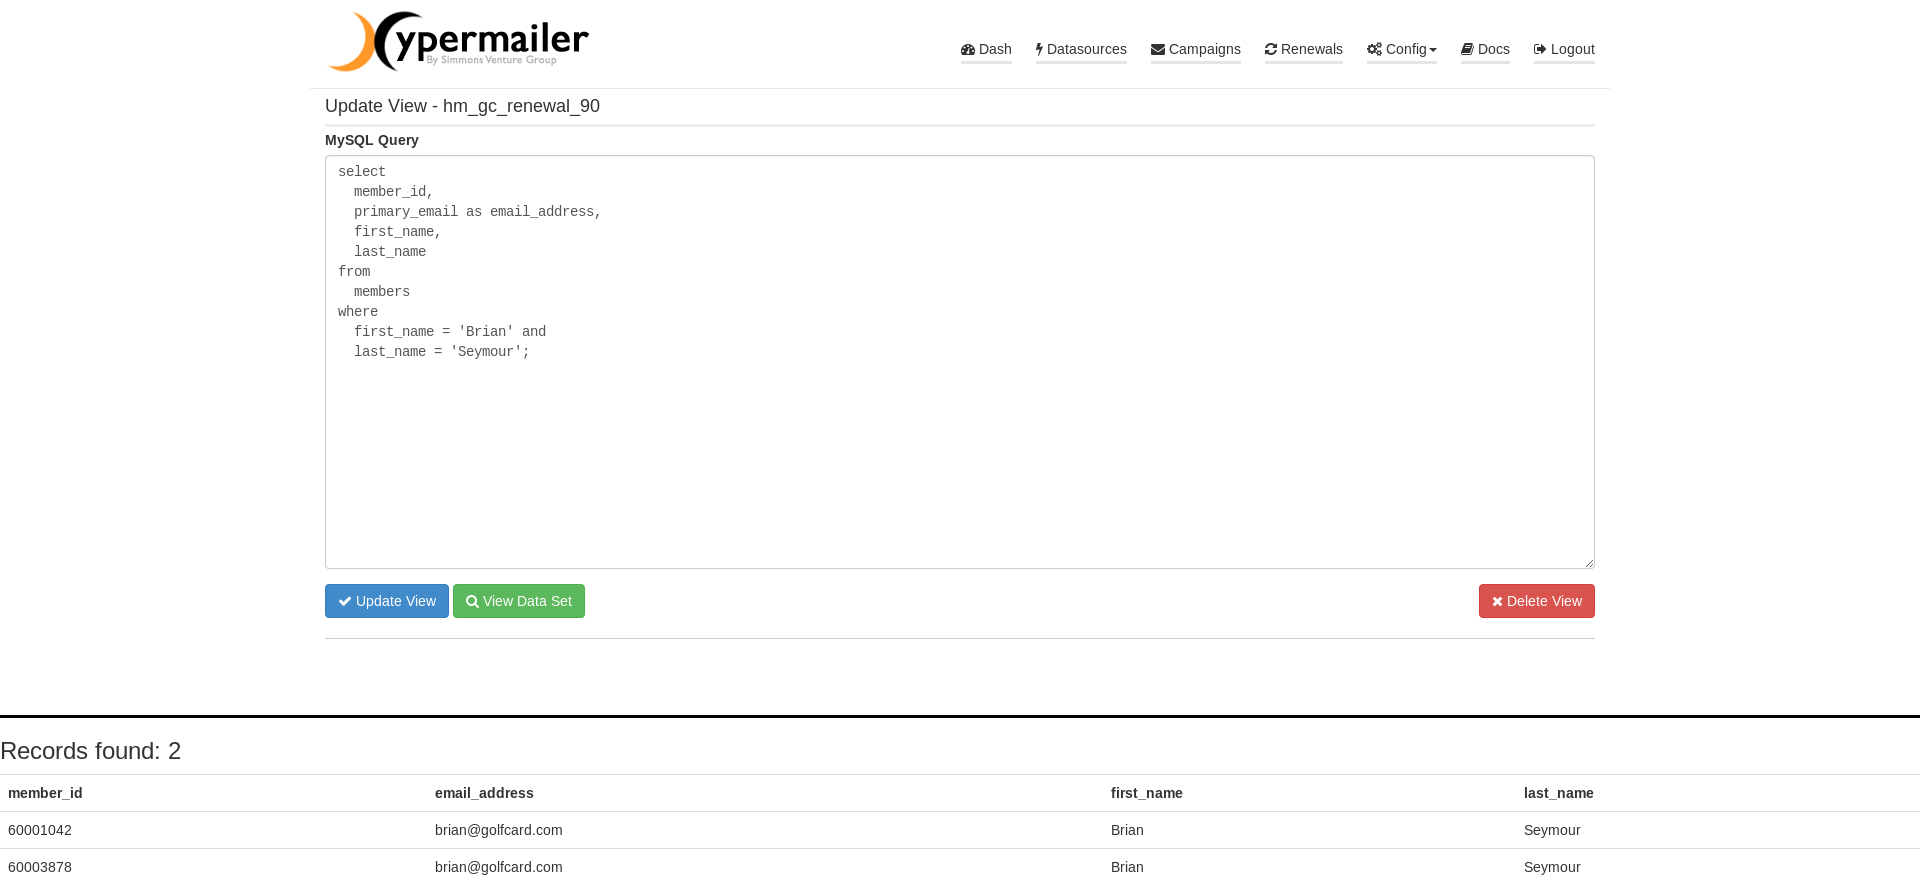 ypermailer
By Simmons Venture Group
Dash Datasources Campaigns Renewals Config Docs Logout
Update View - hm_gc_renewal_90
MySQL Query
select
  member_id,
  primary_email as email_address,
  first_name,
  last_name
from
  members
where
  first_name = 'Brian' and
  last_name = 'Seymour';
Update View View Data Set Delete View
Records found: 2
member_id email_address first_name last_name
60001042 brian@golfcard.com Brian Seymour
60003878 brian@golfcard.com Brian Seymour